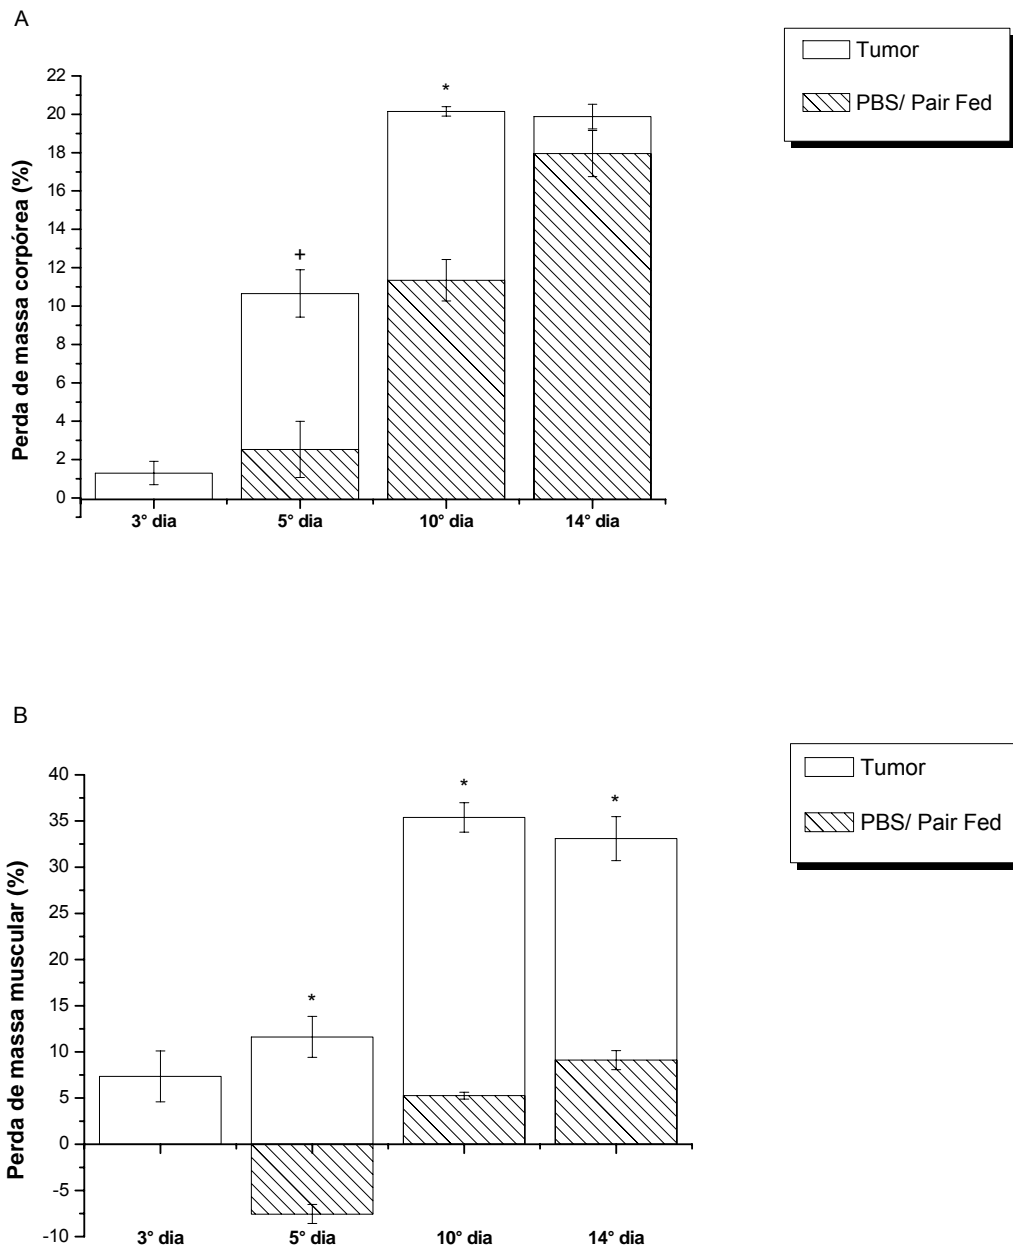 A
Tumor
PBS/ Pair Fed
Perda de massa corpórea (%)
22
20
18
16
14
12
10
8
6
4
2
0
*
+
3° dia 5° dia 10° dia 14° dia
B
Tumor
PBS/ Pair Fed
Perda de massa muscular (%)
40
35
30
25
20
15
10
5
0
-5
-10
*
*
*
3° dia 5° dia 10° dia 14° dia